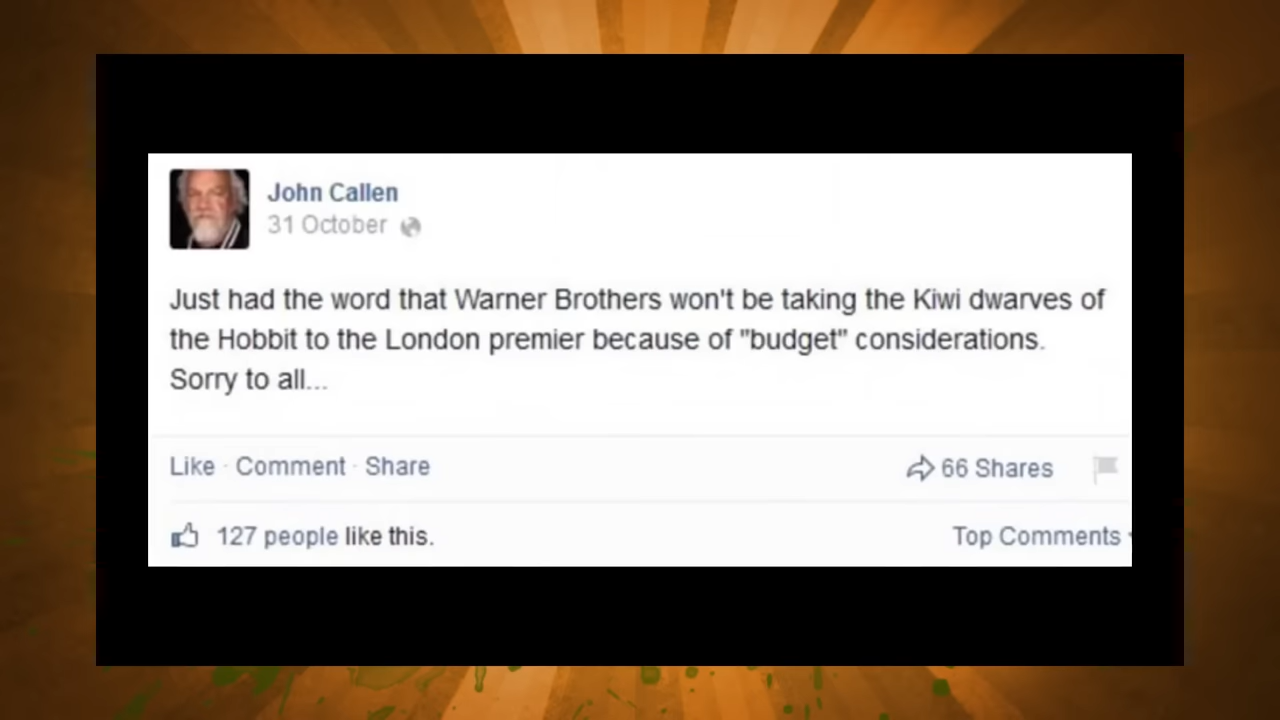 John Callen
31 October
Just had the word that Warner Brothers won't be taking the Kiwi dwarves of
the Hobbit to the London premier because of "budget" considerations.
Sorry to all...
Like · Comment · Share
66 Shares
127 people like this.
Top Comments